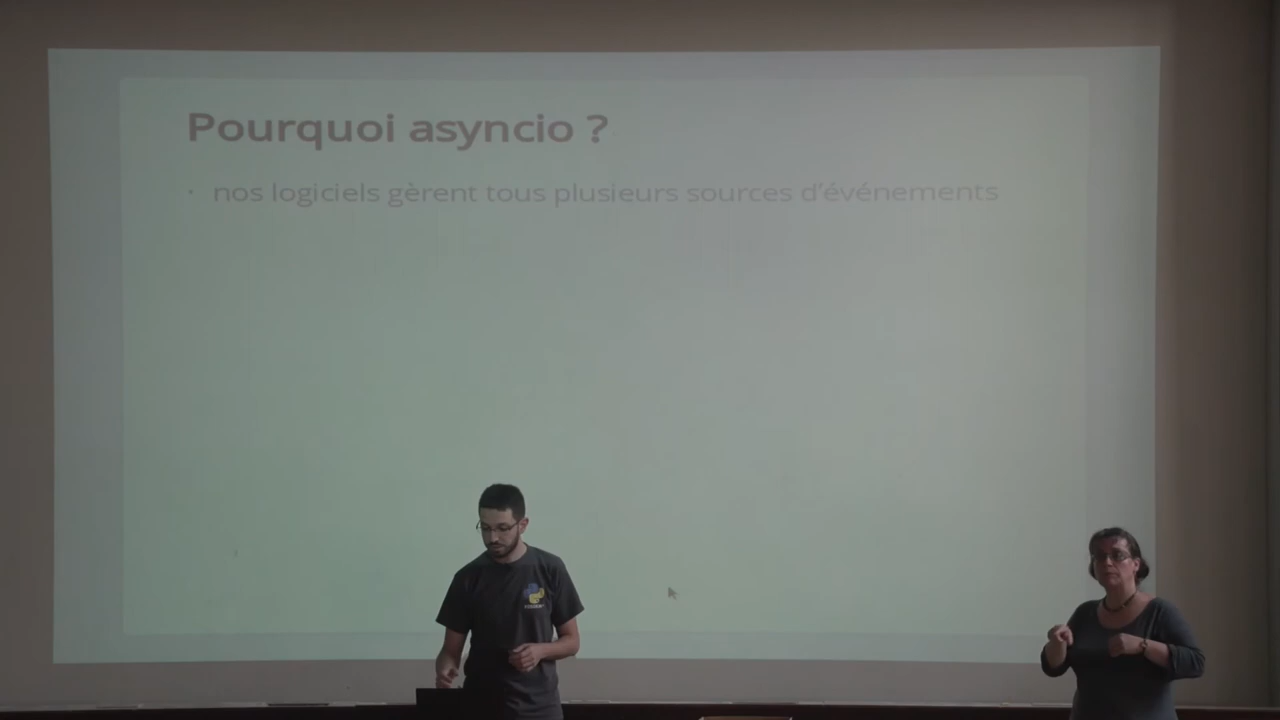 Pourquoi asyncio ?
· nos logiciels gèrent tous plusieurs sources d’événements